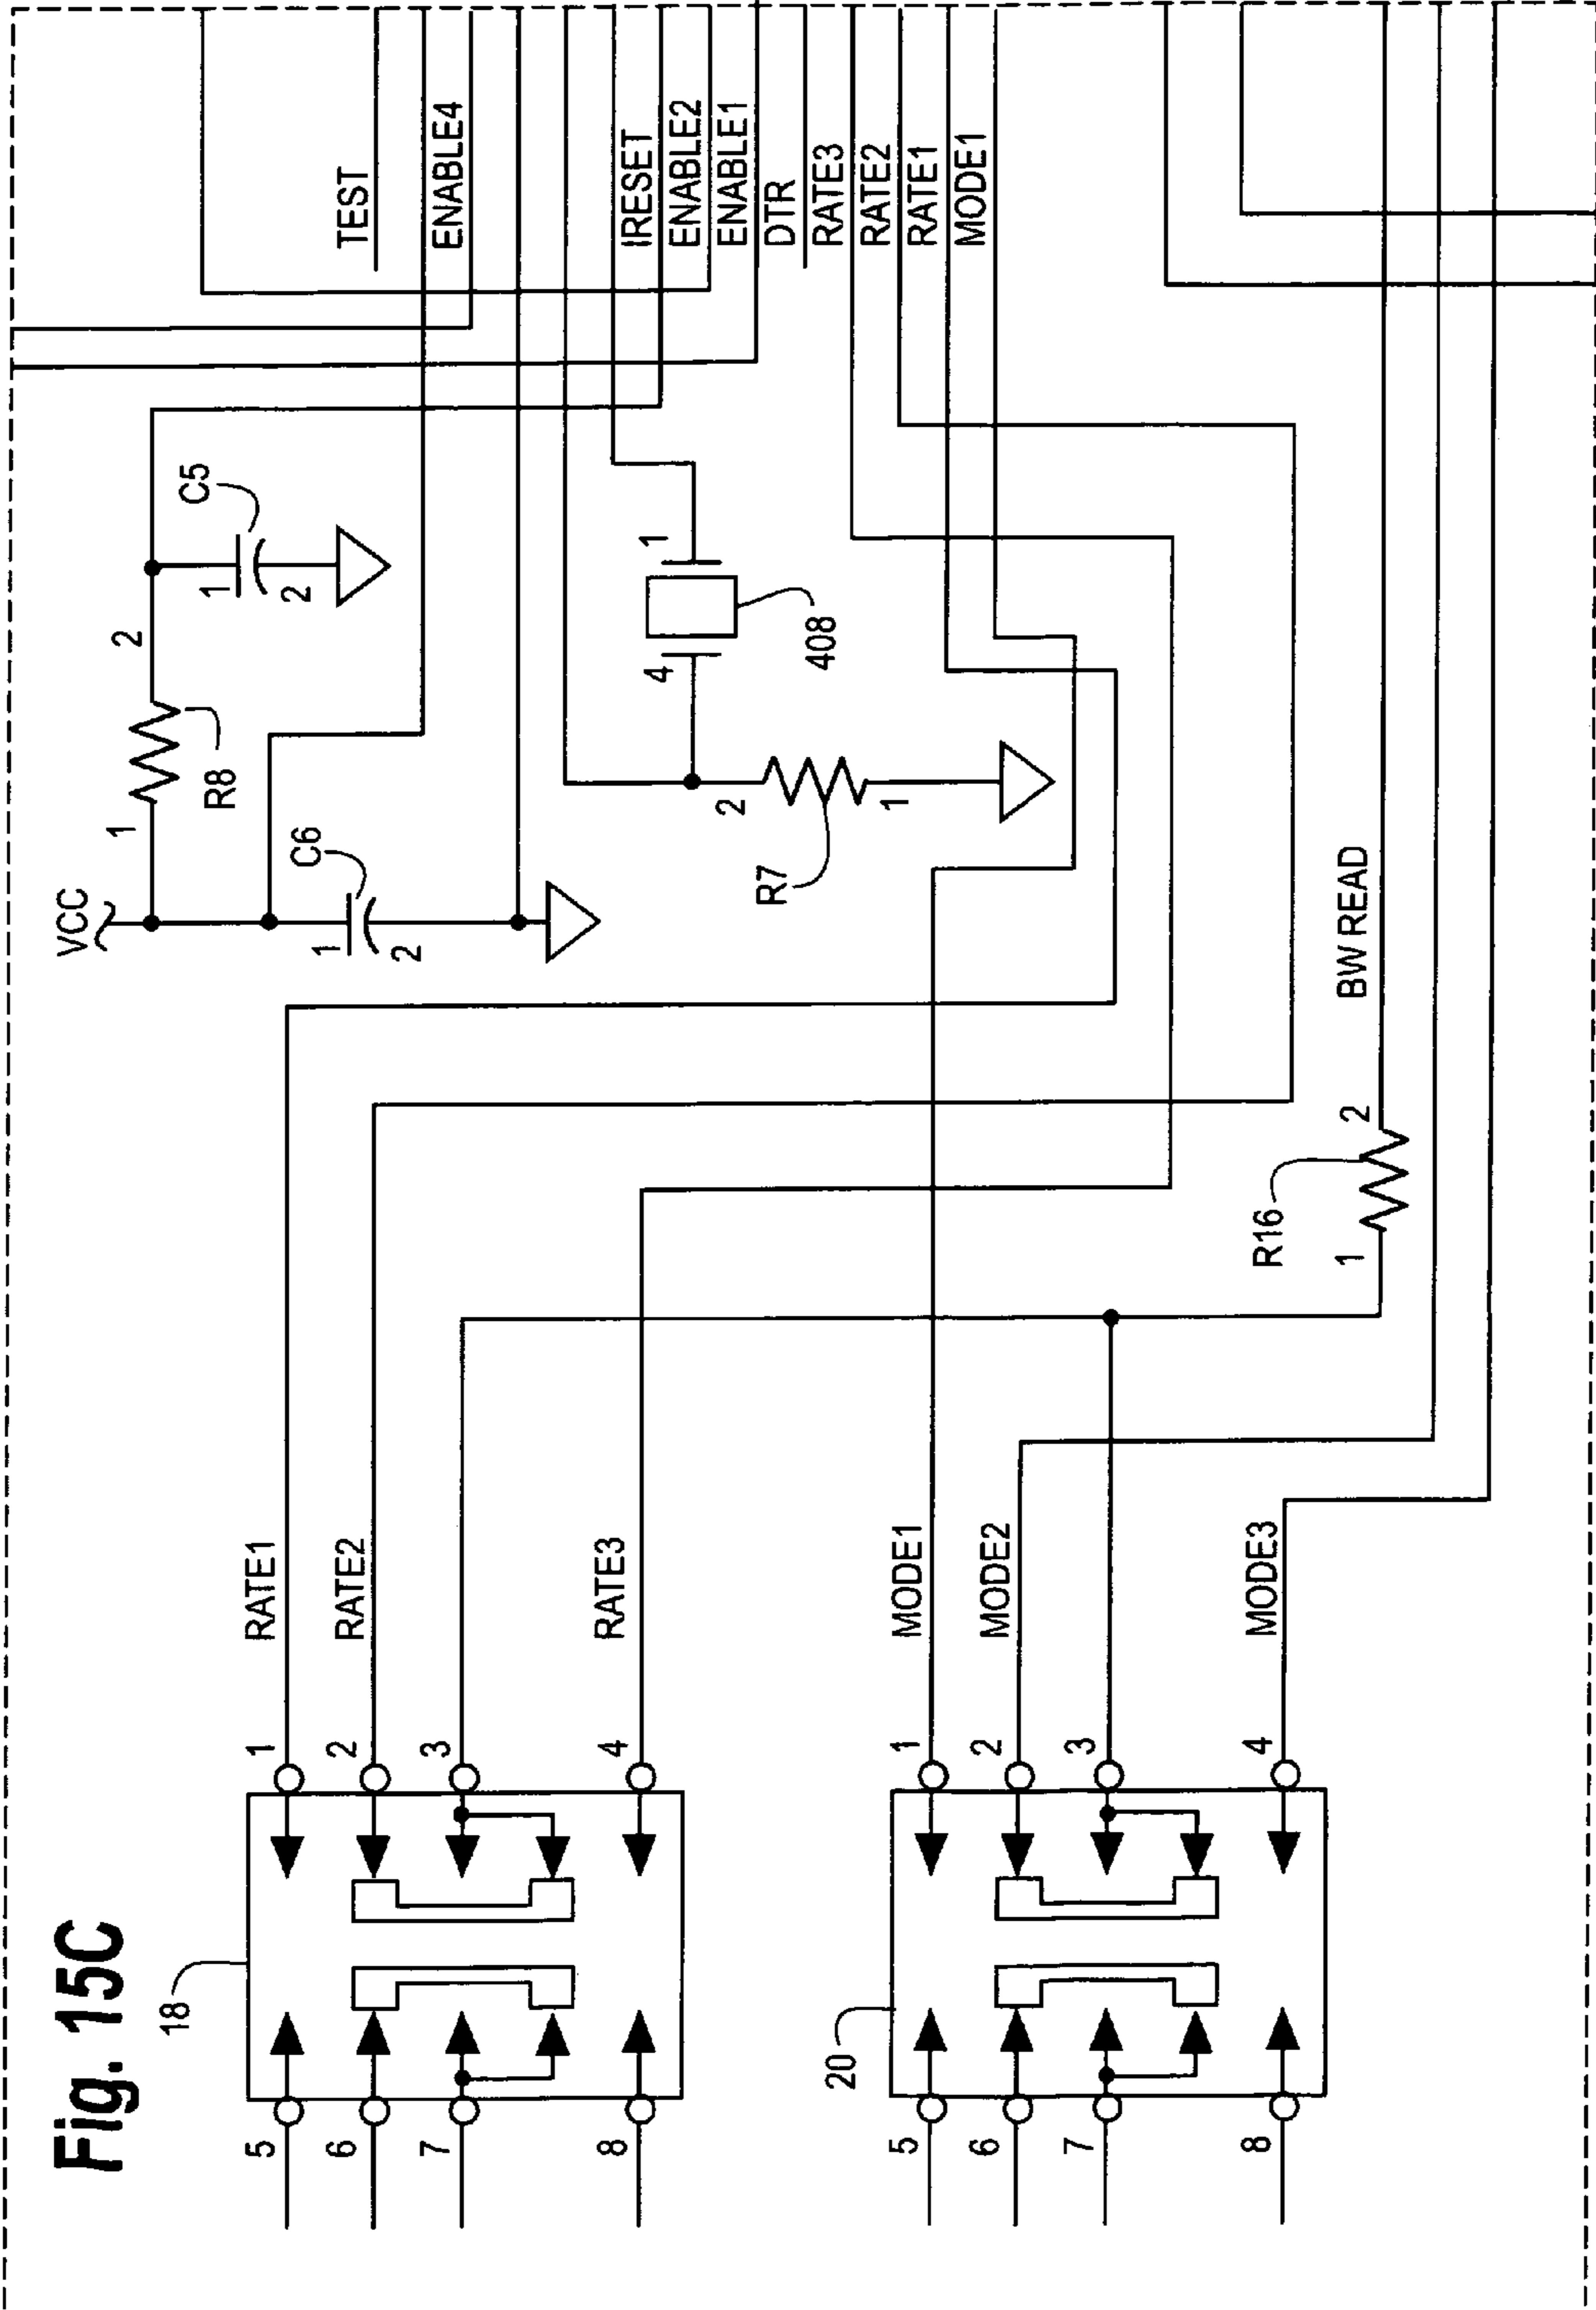 Fig. 15C
18
5
6
7
8
1
2
3
4
RATE1
RATE2
RATE3
20
5
6
7
8
1
2
3
4
MODE1
MODE2
MODE3
VCC
1
R8
2
C5
1
2
C6
1
2
4
1
408
R7
2
1
R16
1
2
BW READ
TEST
ENABLE4
IRESET
ENABLE2
ENABLE1
DTR
RATE3
RATE2
RATE1
MODE1